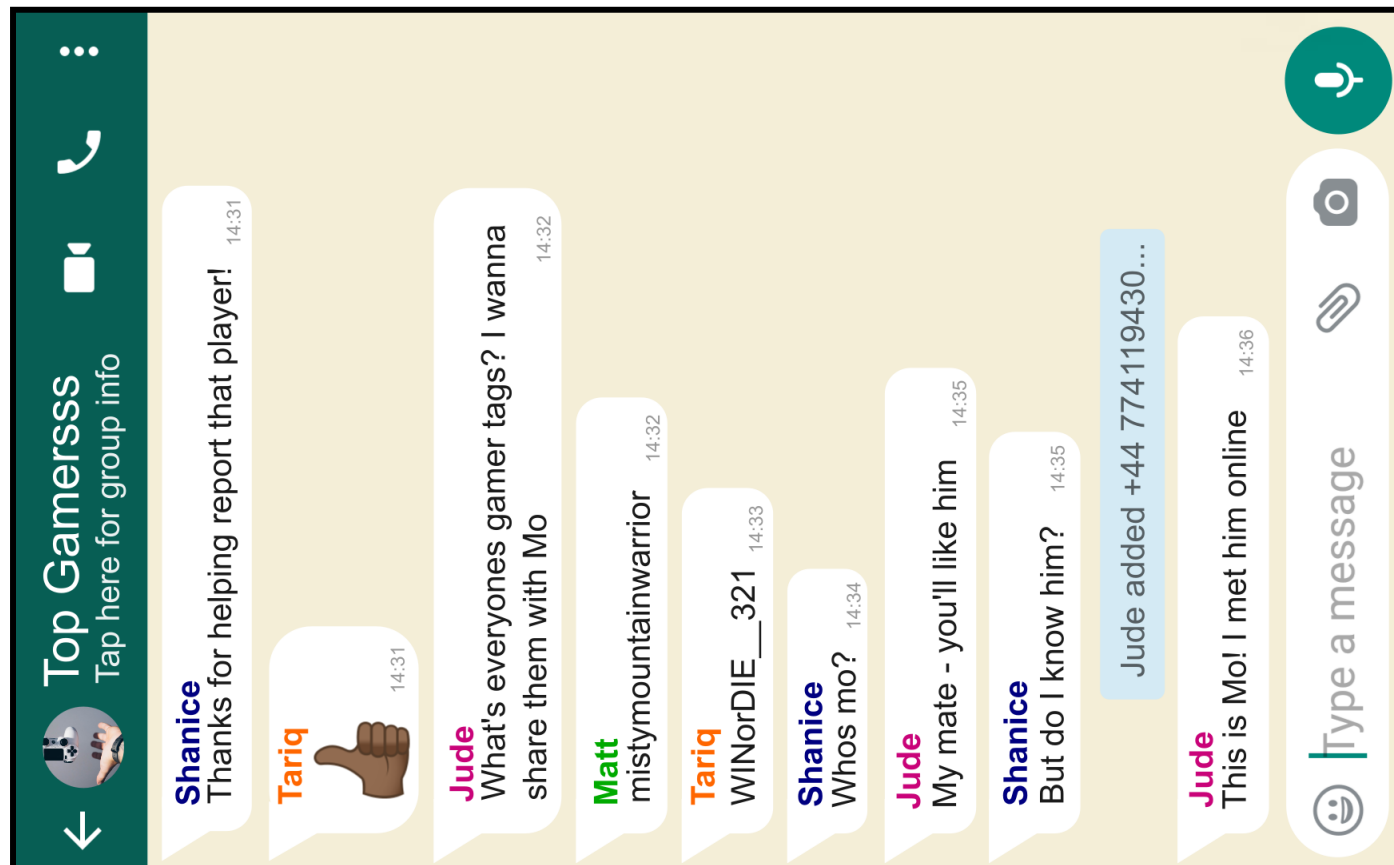 Top Gamersss
Tap here for group info
Shanice
Thanks for helping report that player!
14:31
Tariq
14:31
Jude
What's everyones gamer tags? I wanna
share them with Mo
14:32
Matt
mistymountainwarrior
14:32
Tariq
WINorDIE__321
14:33
Shanice
Whos mo?
14:34
Jude
My mate - you'll like him
14:35
Shanice
But do I know him?
14:35
Jude added +44 774119430...
Jude
This is Mo! I met him online
14:36
Type a message